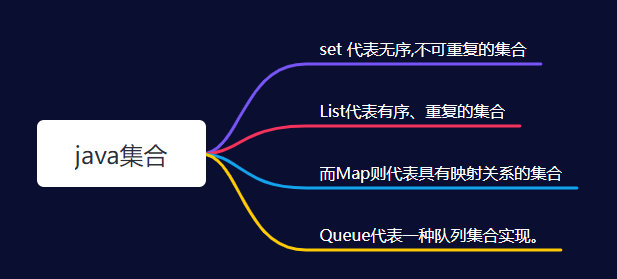 java集合
set 代表无序,不可重复的集合
List代表有序、重复的集合
而Map则代表具有映射关系的集合
Queue代表一种队列集合实现。